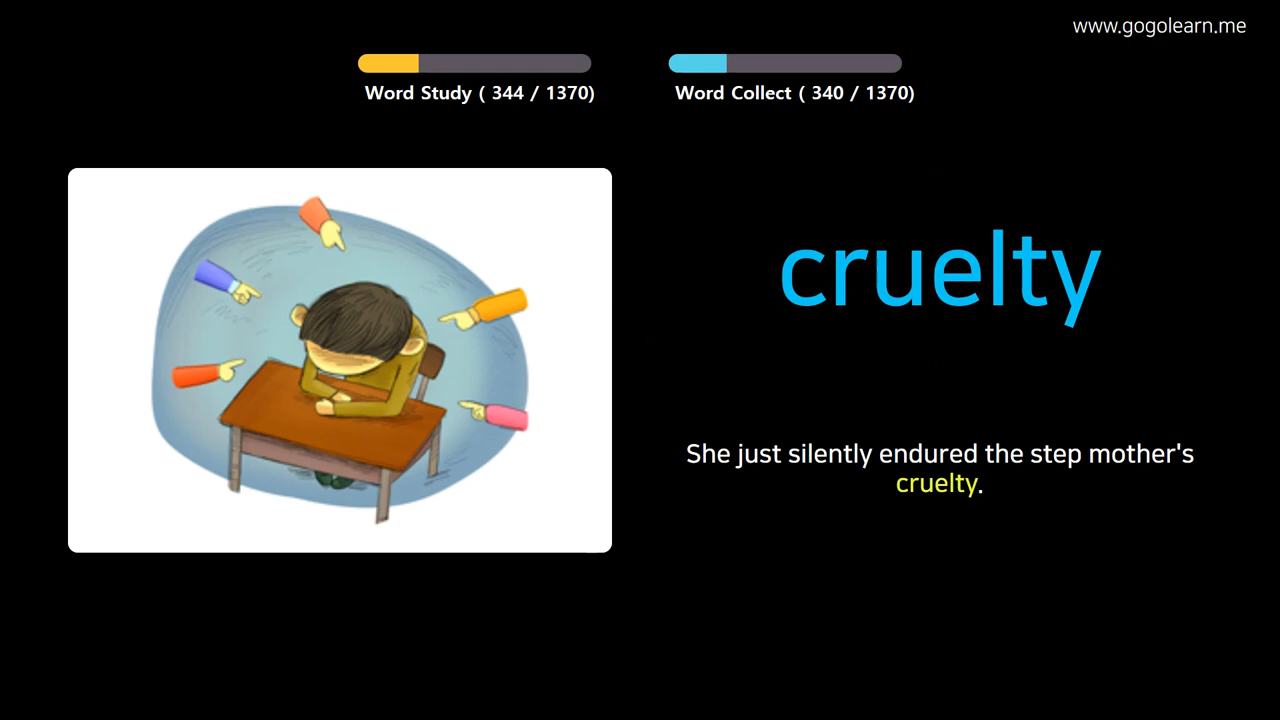 www.gogolearn.me
Word Study ( 344 / 1370)
Word Collect ( 340 / 1370)
cruelty
She just silently endured the step mother's
cruelty.